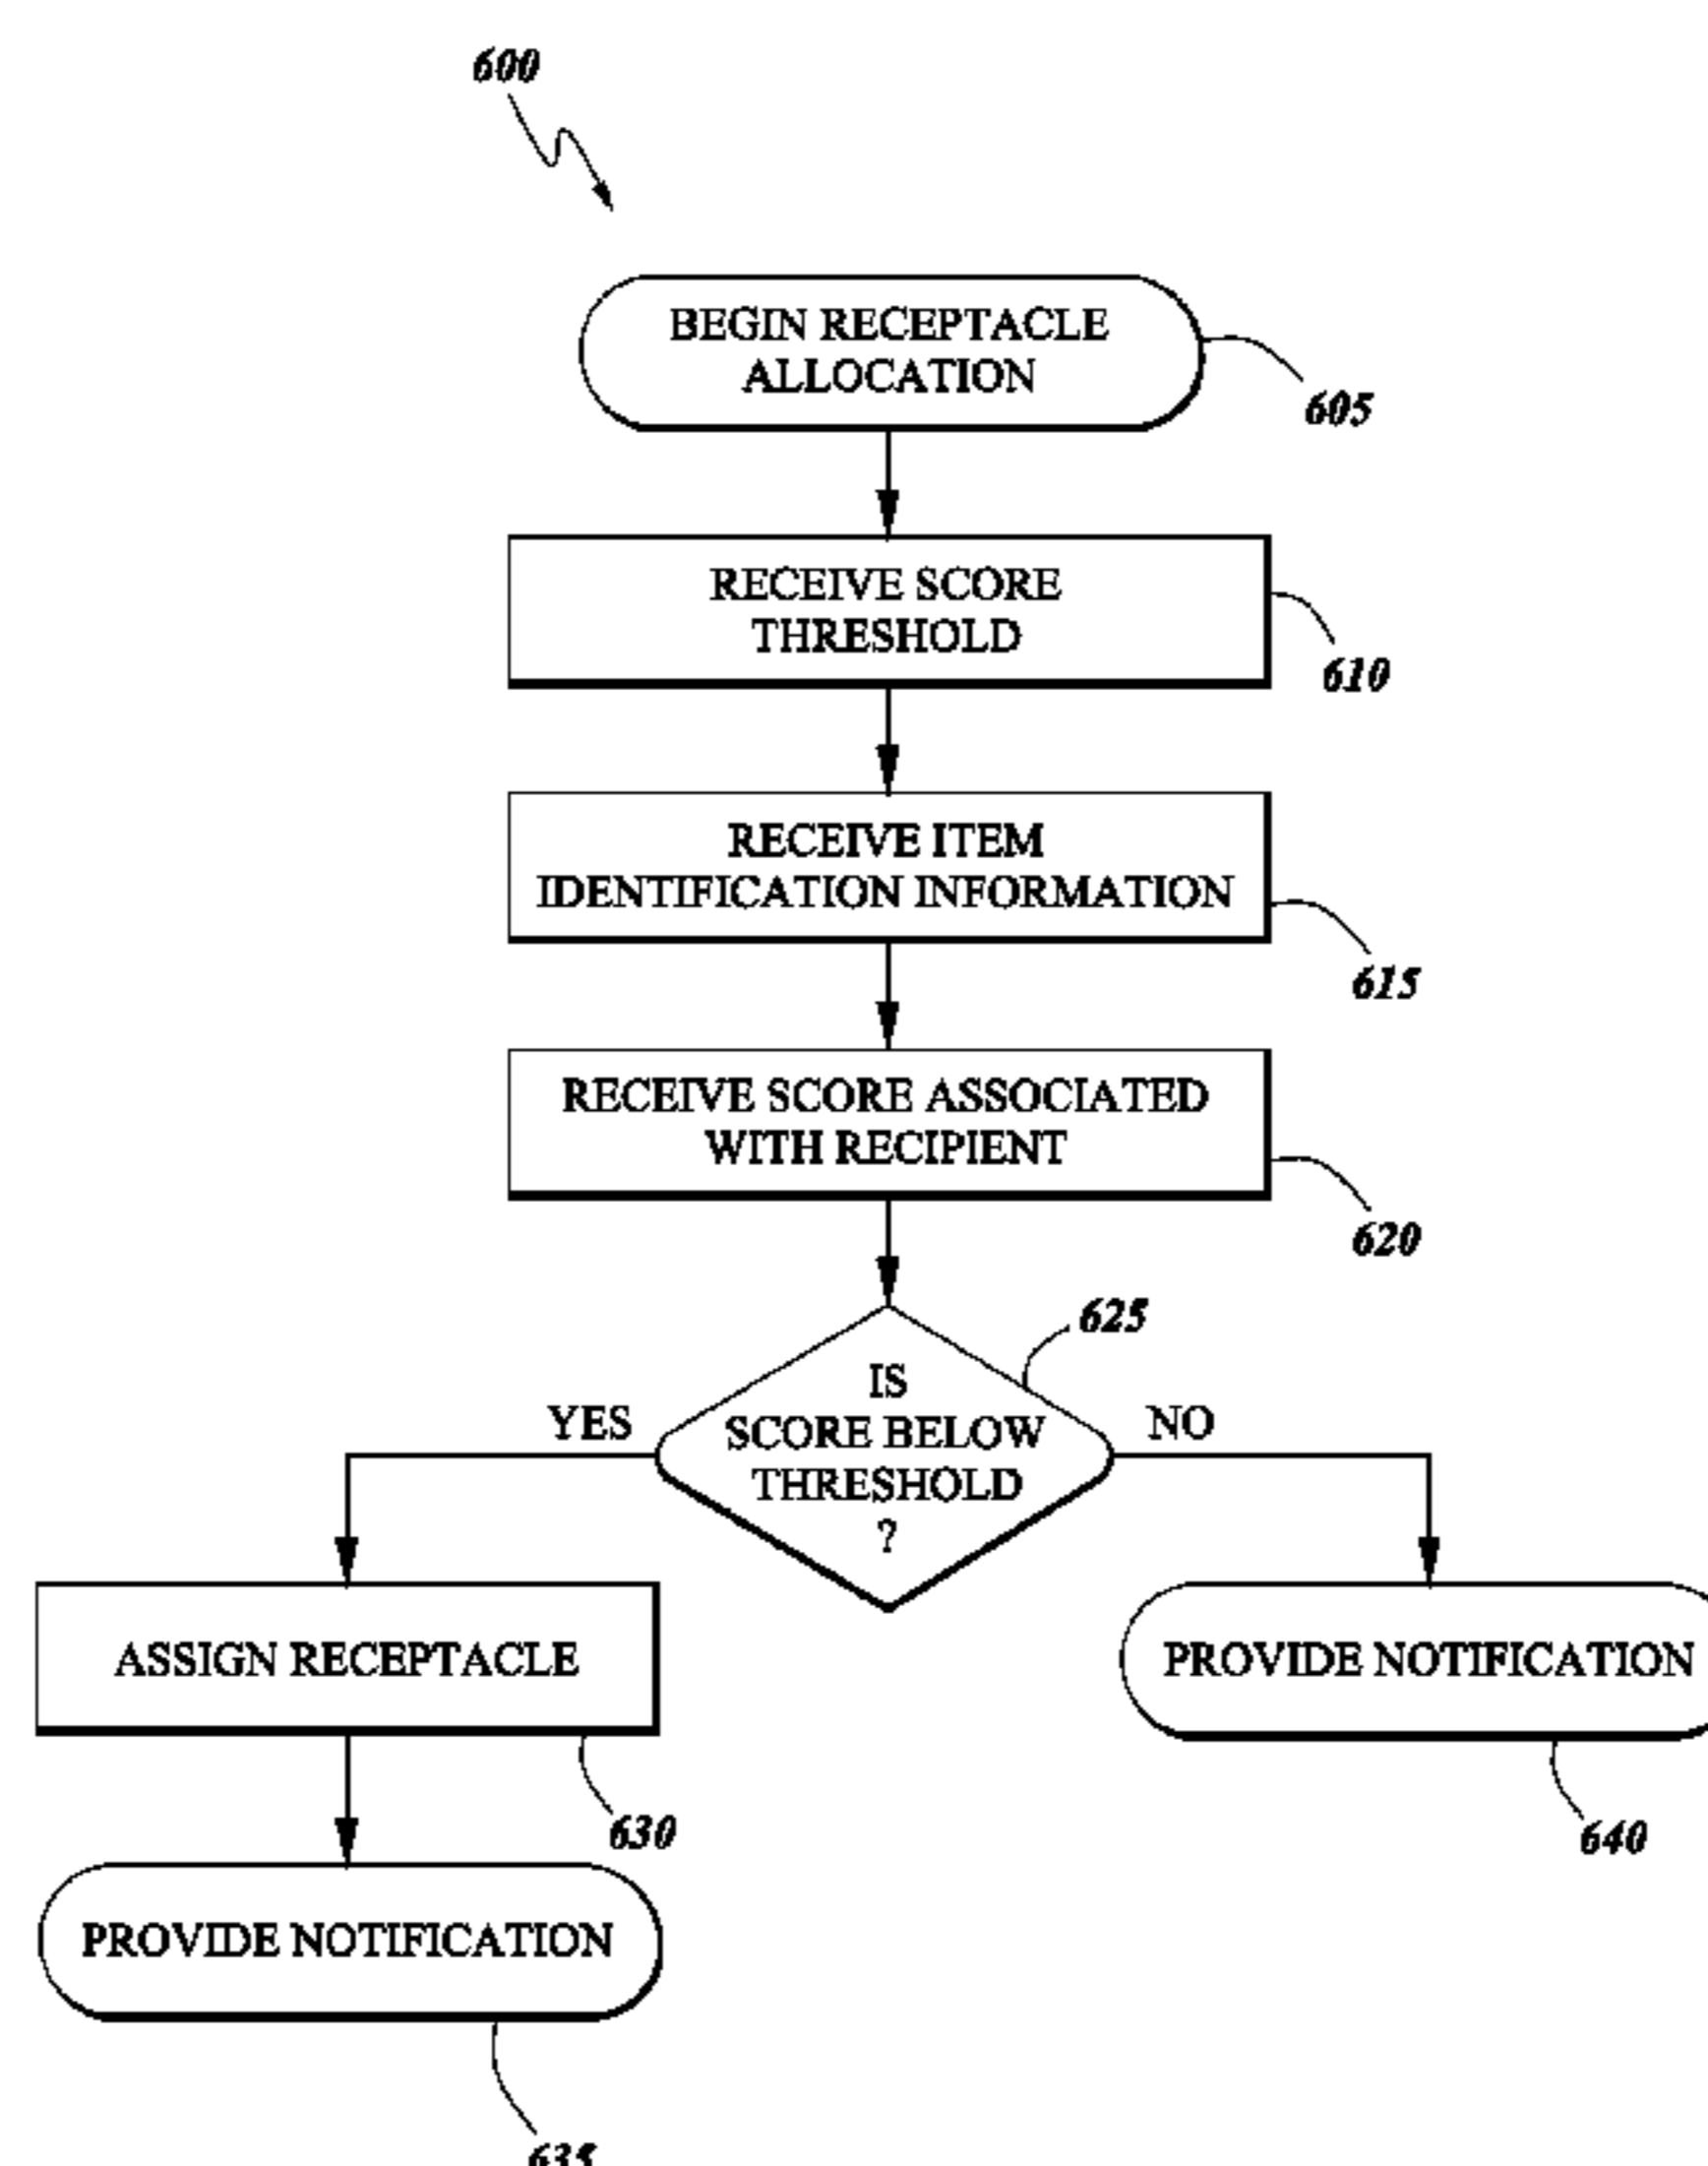 600
BEGIN RECEPTACLE
ALLOCATION
605
RECEIVE SCORE
THRESHOLD
610
RECEIVE ITEM
IDENTIFICATION INFORMATION
615
RECEIVE SCORE ASSOCIATED
WITH RECIPIENT
620
625
IS
SCORE BELOW
THRESHOLD
?
YES
NO
ASSIGN RECEPTACLE
630
PROVIDE NOTIFICATION
640
PROVIDE NOTIFICATION
635